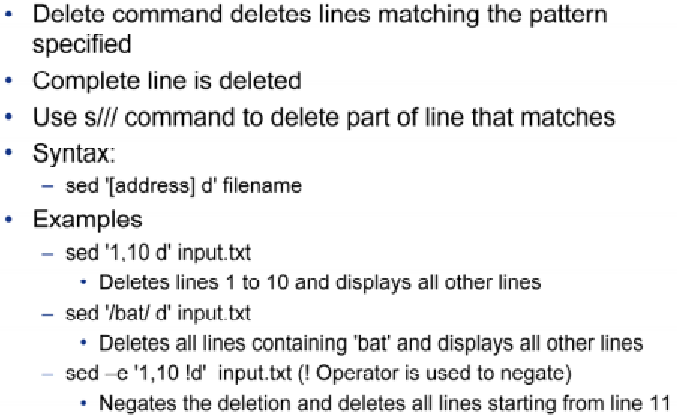 • Delete command deletes lines matching the pattern
specified
• Complete line is deleted
• Use s/// command to delete part of line that matches
• Syntax:
– sed '[address] d' filename
• Examples
– sed '1,10 d' input.txt
• Deletes lines 1 to 10 and displays all other lines
– sed '/bat/ d' input.txt
• Deletes all lines containing 'bat' and displays all other lines
– sed –e '1,10 !d' input.txt (! Operator is used to negate)
• Negates the deletion and deletes all lines starting from line 11